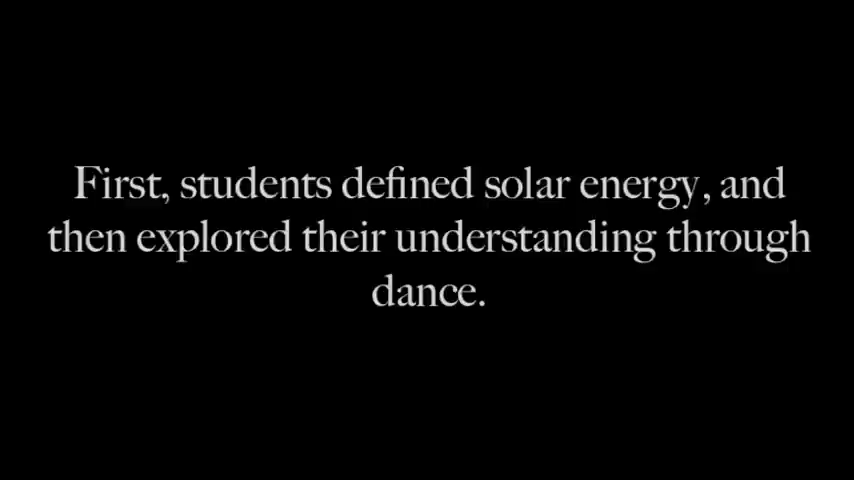 First, students defined solar energy, and
then explored their understanding through
dance.